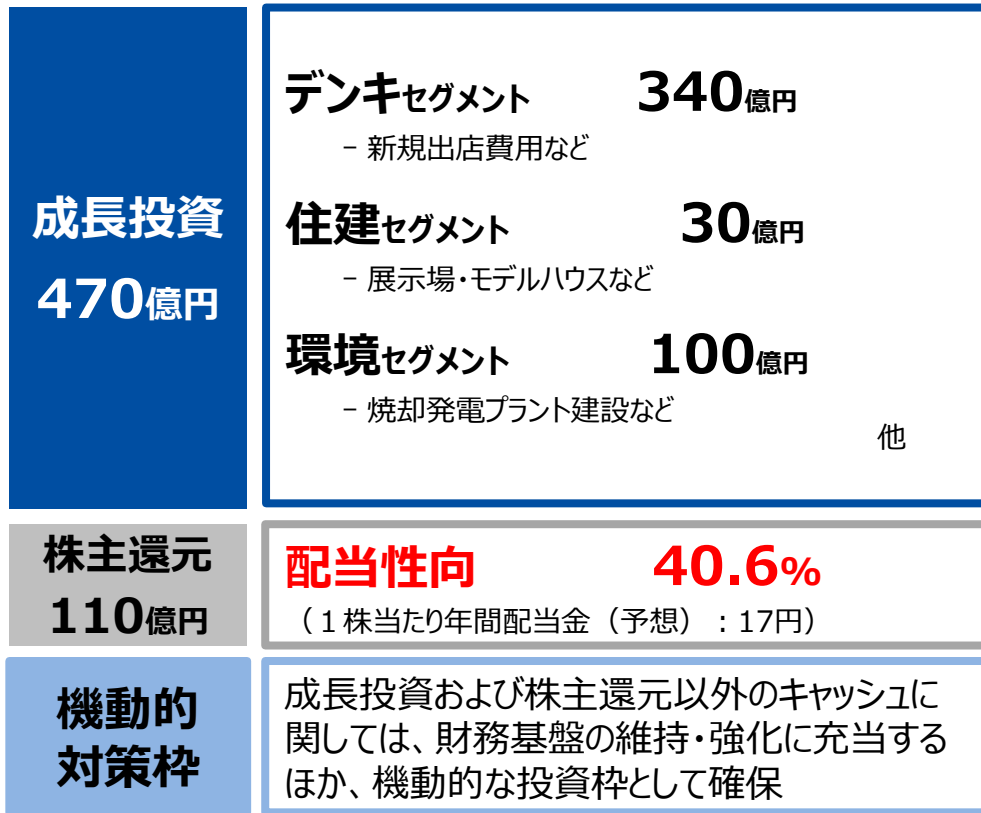 成長投資
470億円
デンキセグメント 340億円
– 新規出店費用など
住建セグメント 30億円
– 展示場・モデルハウスなど
環境セグメント 100億円
– 焼却発電プラント建設など
他
株主還元
110億円
配当性向 40.6%
（１株当たり年間配当金（予想）：17円）
機動的
対策枠
成長投資および株主還元以外のキャッシュに
関しては、財務基盤の維持・強化に充当する
ほか、機動的な投資枠として確保